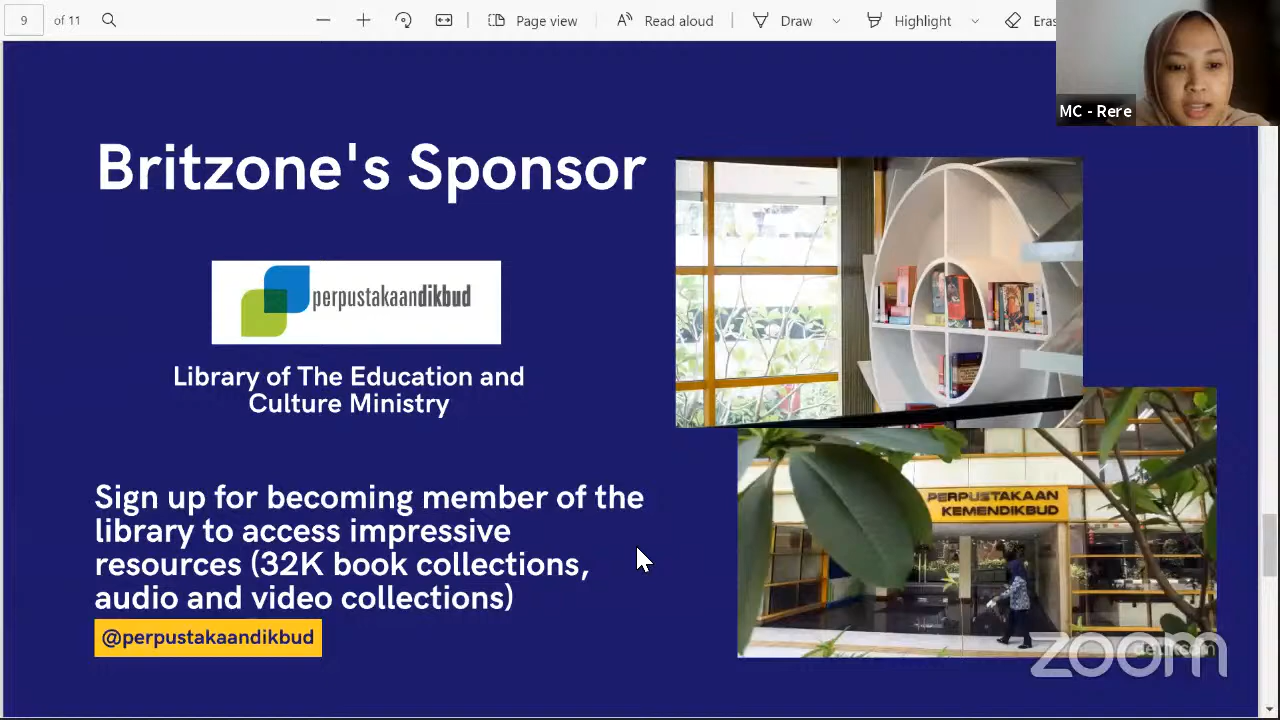 9 of 11
Page view
Read aloud
Draw
Highlight
Eras
MC - Rere
Britzone's Sponsor
perpustakaandikbud
Library of The Education and
Culture Ministry
Sign up for becoming member of the
library to access impressive
resources (32K book collections,
audio and video collections)
@perpustakaandikbud
PERPUSTAKAAN
KEMENDIKBUD
detikcom
zoom